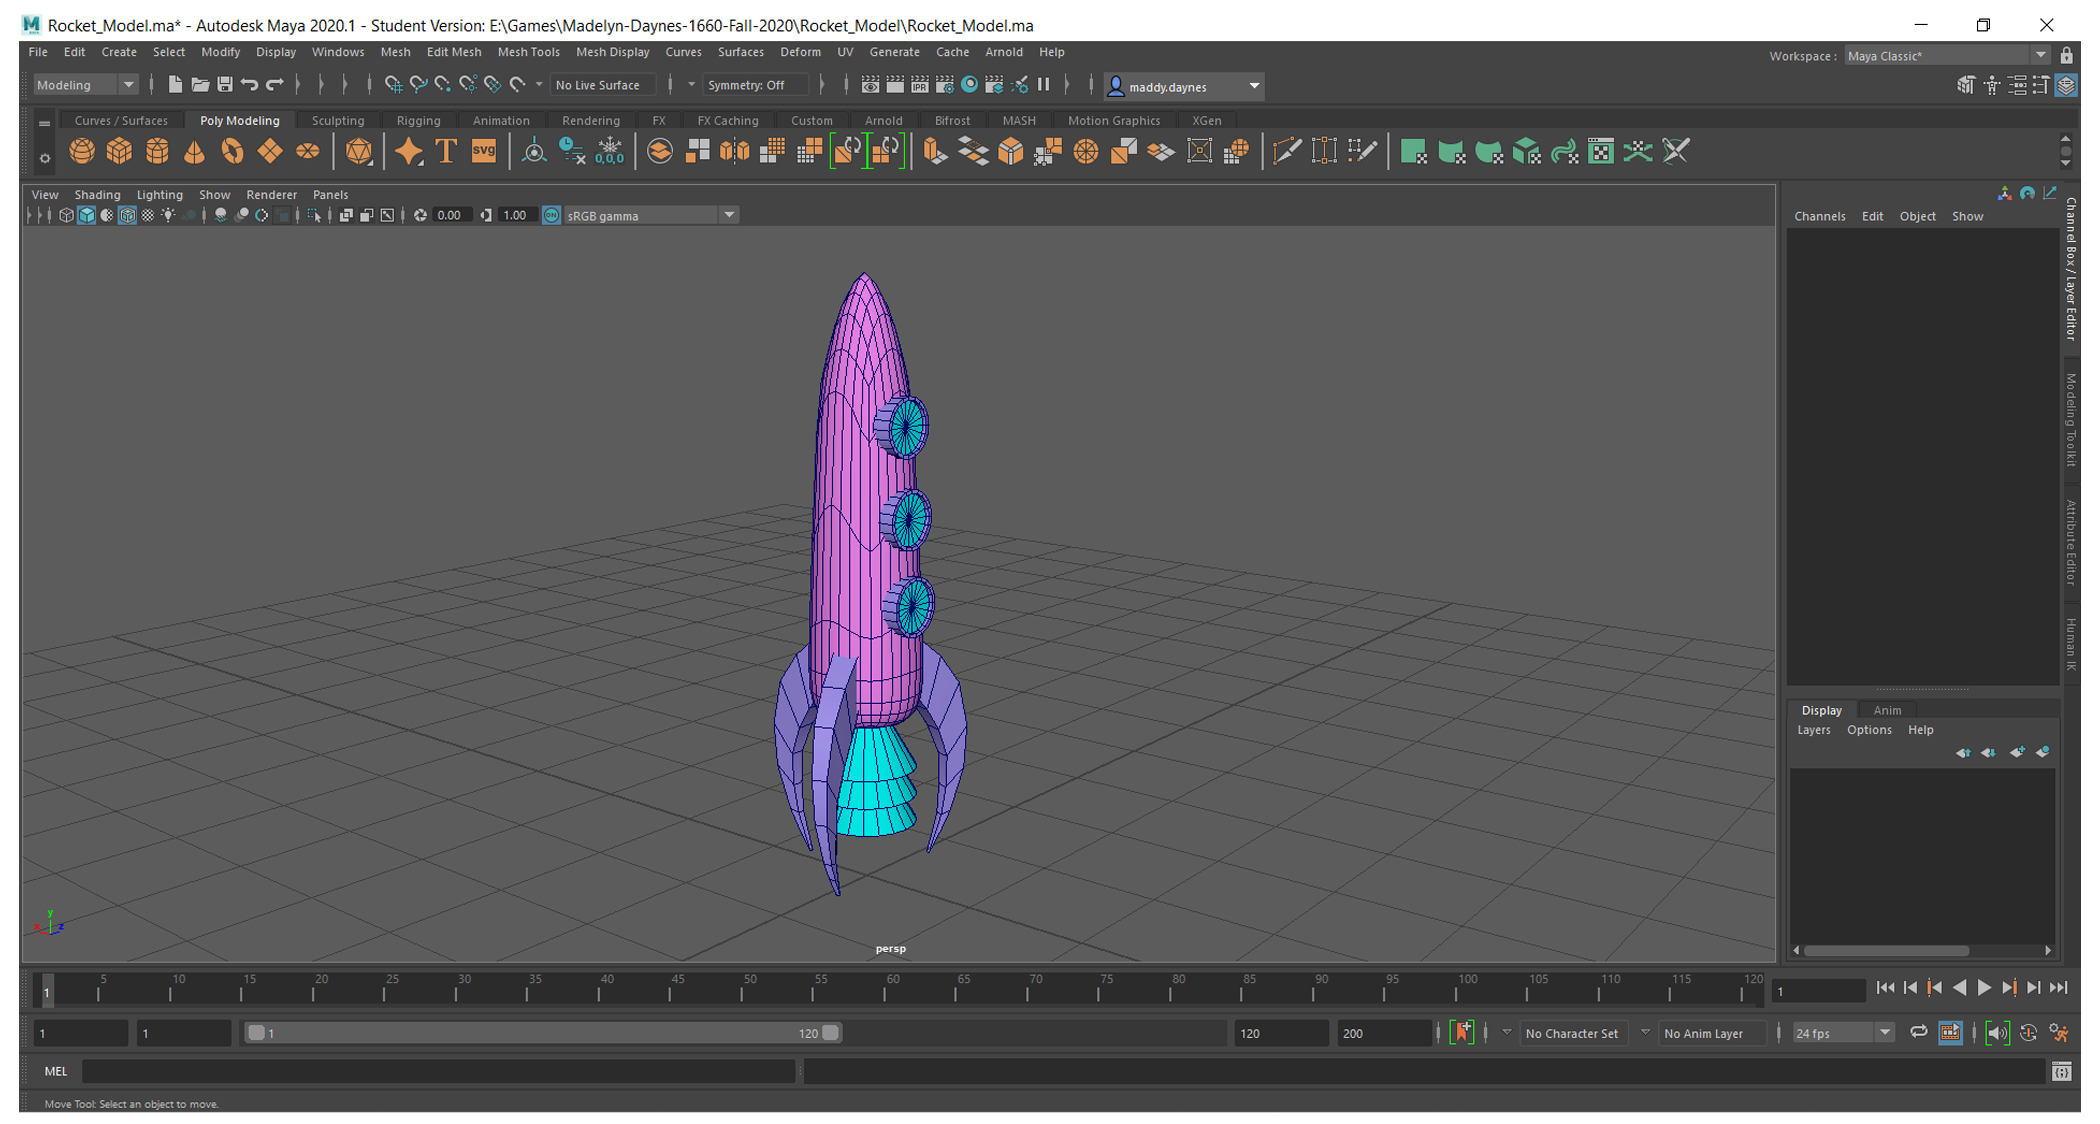 Rocket_Model.ma* - Autodesk Maya 2020.1 - Student Version: E:\Games\Madelyn-Daynes-1660-Fall-2020\Rocket_Model\Rocket_Model.ma
File Edit Create Select Modify Display Windows Mesh Edit Mesh Mesh Tools Mesh Display Curves Surfaces Deform UV Generate Cache Arnold Help
Workspace : Maya Classic*
Modeling No Live Surface Symmetry: Off IPR maddy.daynes
Curves / Surfaces Poly Modeling Sculpting Rigging Animation Rendering FX FX Caching Custom Arnold Bifrost MASH Motion Graphics XGen
T SVG 0,0,0
View Shading Lighting Show Renderer Panels
0.00 1.00 ON sRGB gamma
Channels Edit Object Show
Channel Box / Layer Editor
Modeling Toolkit
Attribute Editor
Human IK
Display Anim
Layers Options Help
y
x z
persp
1 5 10 15 20 25 30 35 40 45 50 55 60 65 70 75 80 85 90 95 100 105 110 115 120 1
1 1 1 120 120 200 No Character Set No Anim Layer 24 fps
MEL
Move Tool: Select an object to move.